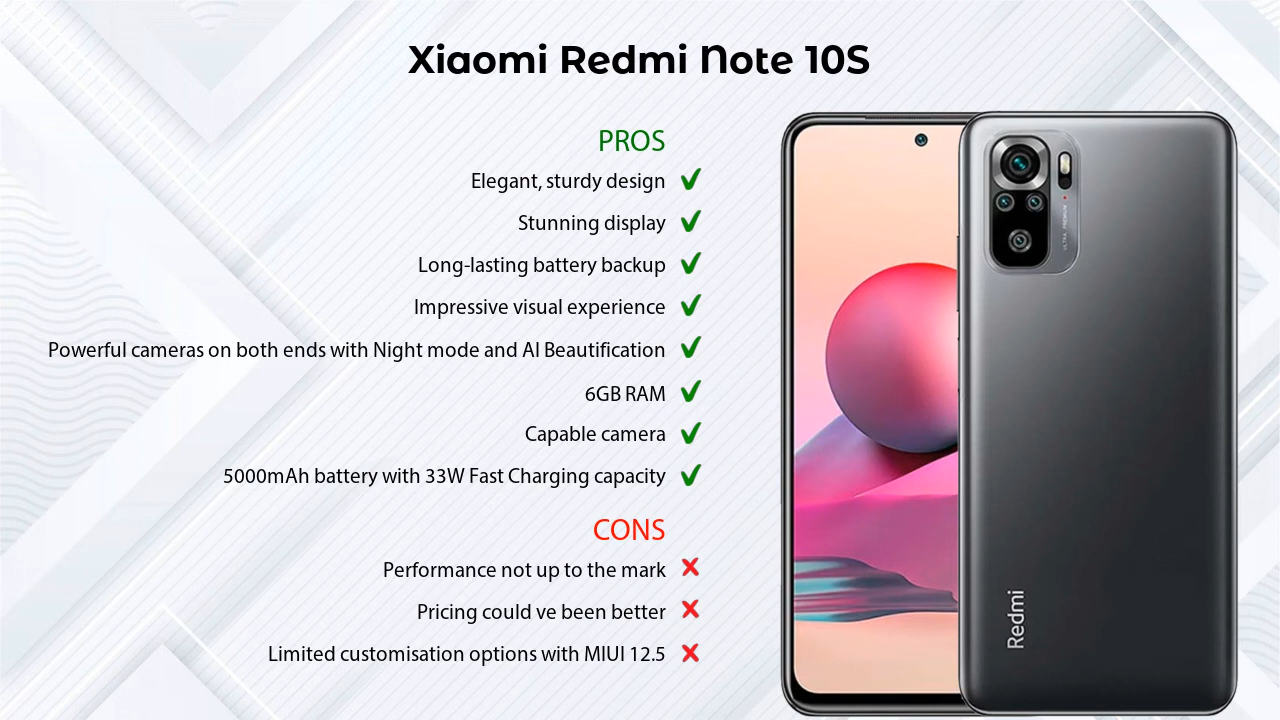 Xiaomi Redmi Note 10S
PROS
Elegant, sturdy design
Stunning display
Long-lasting battery backup
Impressive visual experience
Powerful cameras on both ends with Night mode and AI Beautification
6GB RAM
Capable camera
5000mAh battery with 33W Fast Charging capacity
CONS
Performance not up to the mark
Pricing could ve been better
Limited customisation options with MIUI 12.5
ULTRA PREMIUM
Redmi